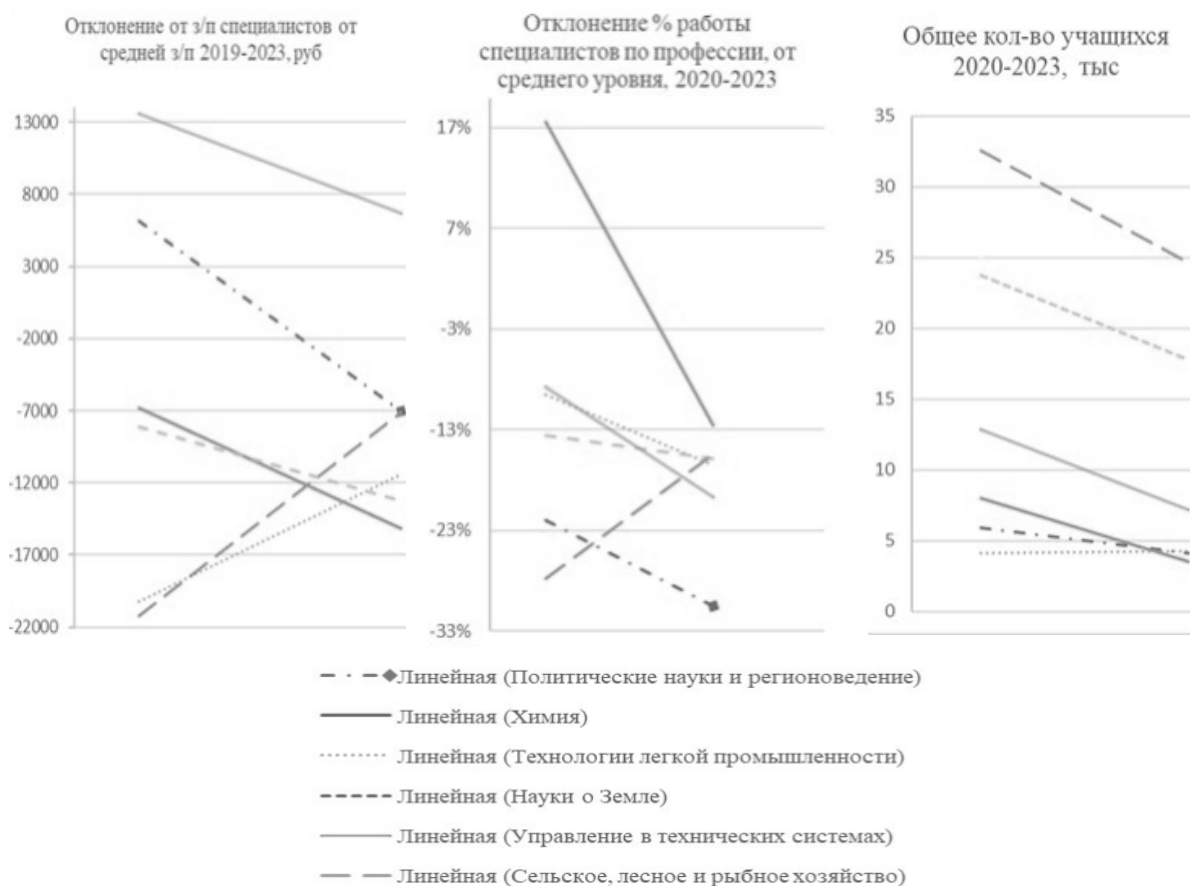 Отклонение от з/п специалистов от
средней з/п 2019-2023, руб
13000
8000
3000
-2000
-7000
-12000
-17000
-22000
Отклонение % работы
специалистов по профессии, от
среднего уровня, 2020-2023
17%
7%
-3%
-13%
-23%
-33%
Общее кол-во учащихся
2020-2023, тыс
35
30
25
20
15
10
5
0
Линейная (Политические науки и регионоведение)
Линейная (Химия)
Линейная (Технологии легкой промышленности)
Линейная (Науки о Земле)
Линейная (Управление в технических системах)
Линейная (Сельское, лесное и рыбное хозяйство)